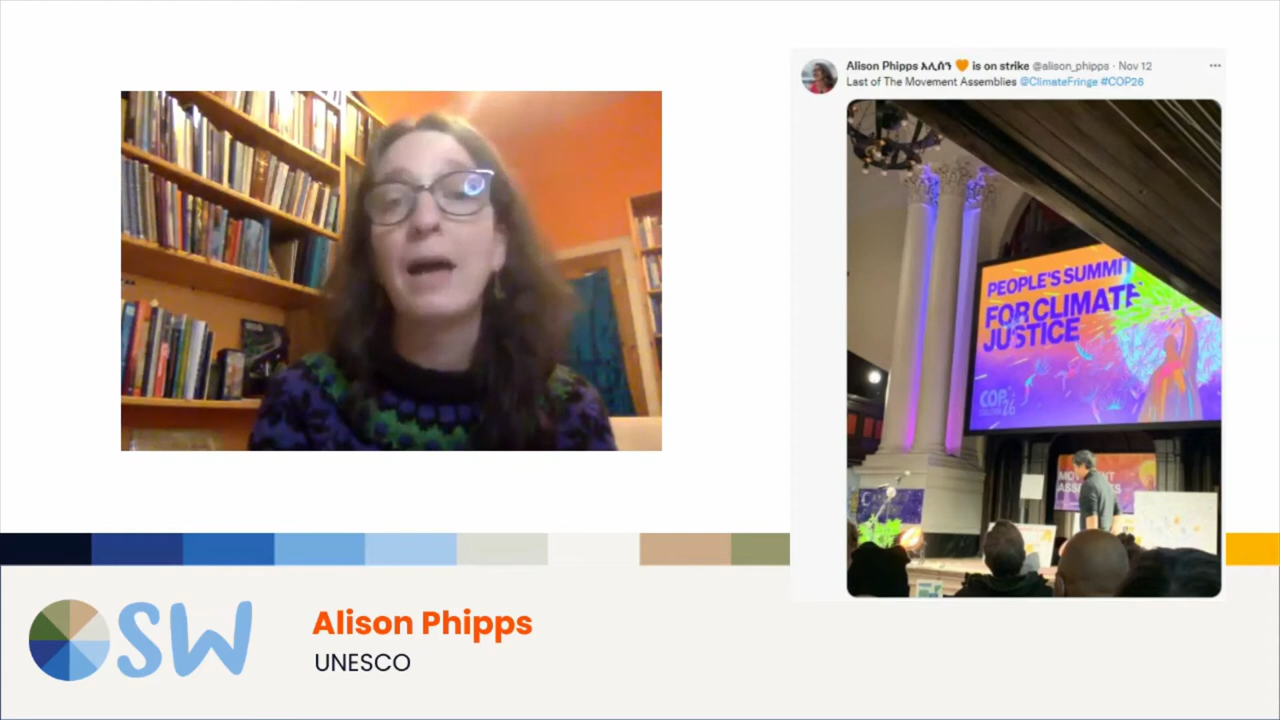 Alison Phipps አሊሰን 🧡 is on strike @alison_phipps · Nov 12
Last of The Movement Assemblies @ClimateFringe #COP26
PEOPLE'S SUMMIT
FOR CLIMATE
JUSTICE
COP
26
SW
Alison Phipps
UNESCO